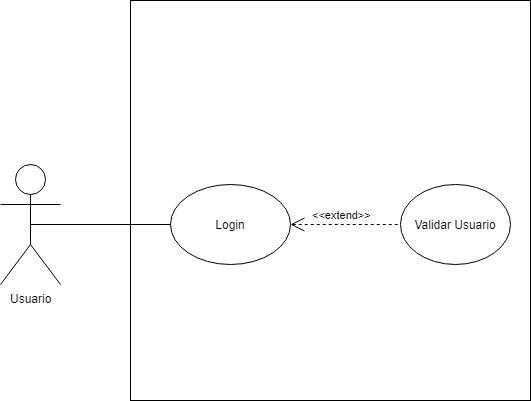 <<extend>>
Login
Validar Usuario
Usuario